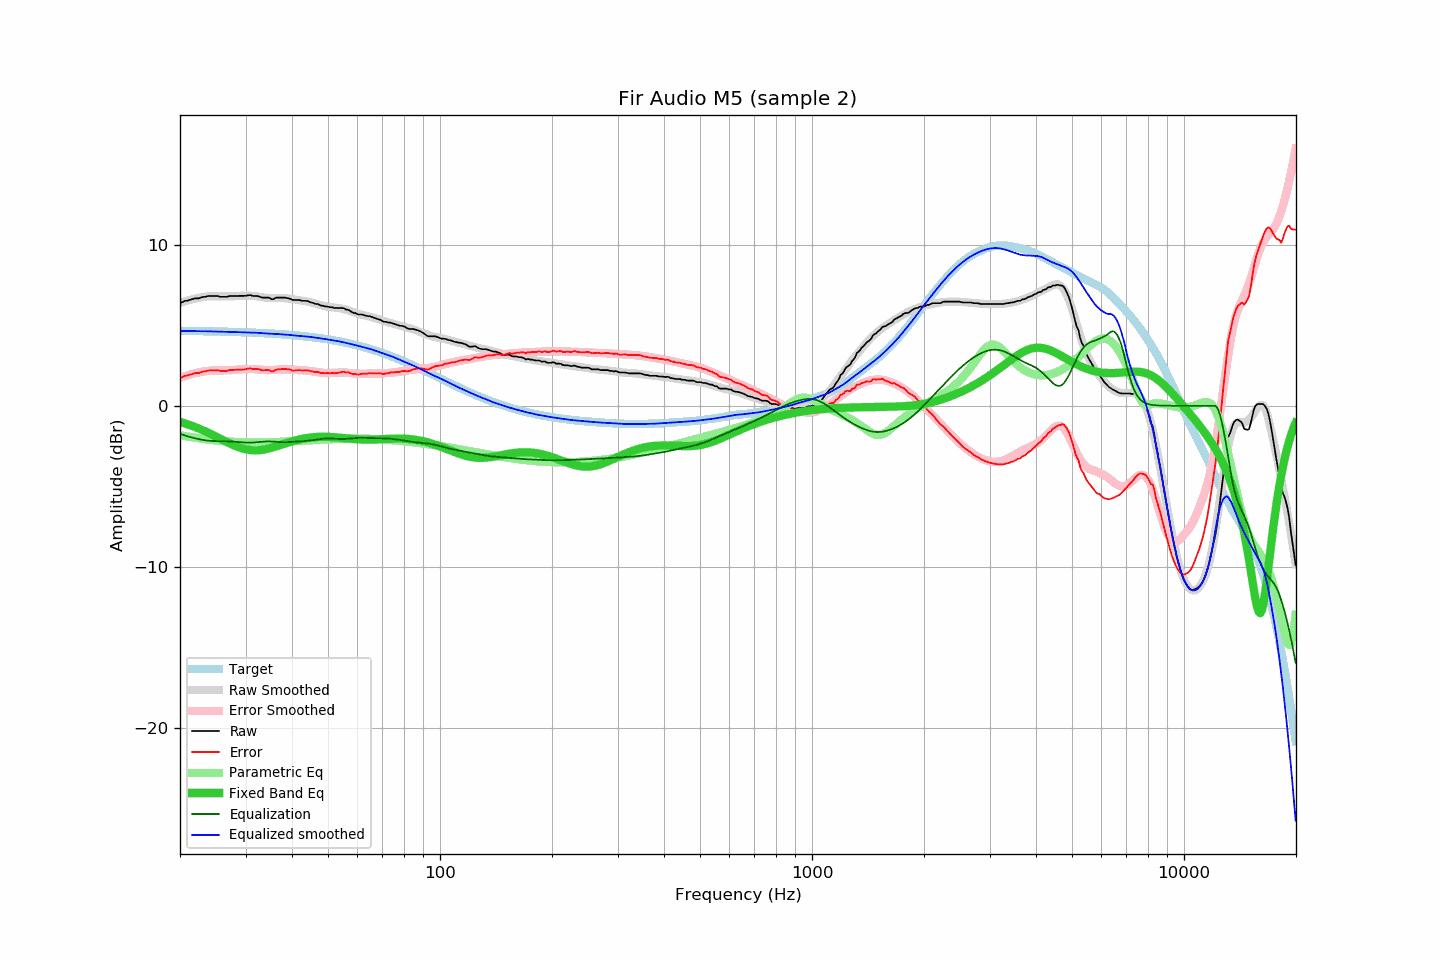 Fir Audio M5 (sample 2)
Amplitude (dBr)
10
0
−10
−20
Target
Raw Smoothed
Error Smoothed
Raw
Error
Parametric Eq
Fixed Band Eq
Equalization
Equalized smoothed
100
1000
10000
Frequency (Hz)